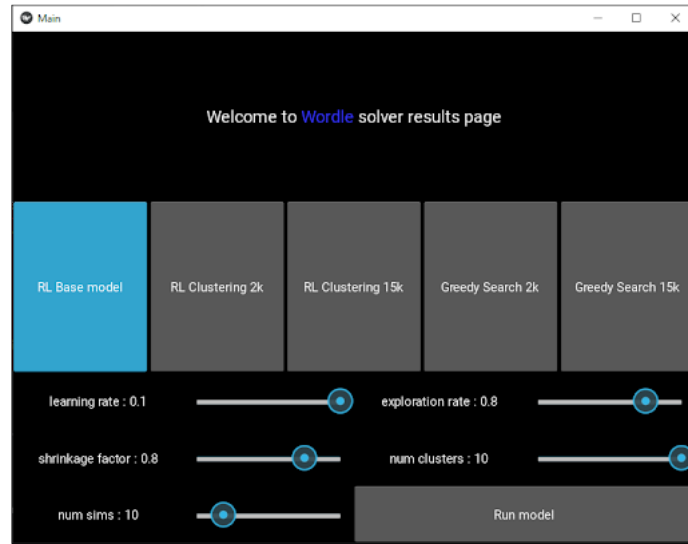 Main
Welcome to Wordle solver results page
RL Base model
RL Clustering 2k
RL Clustering 15k
Greedy Search 2k
Greedy Search 15k
learning rate : 0.1
exploration rate : 0.8
shrinkage factor : 0.8
num clusters : 10
num sims : 10
Run model